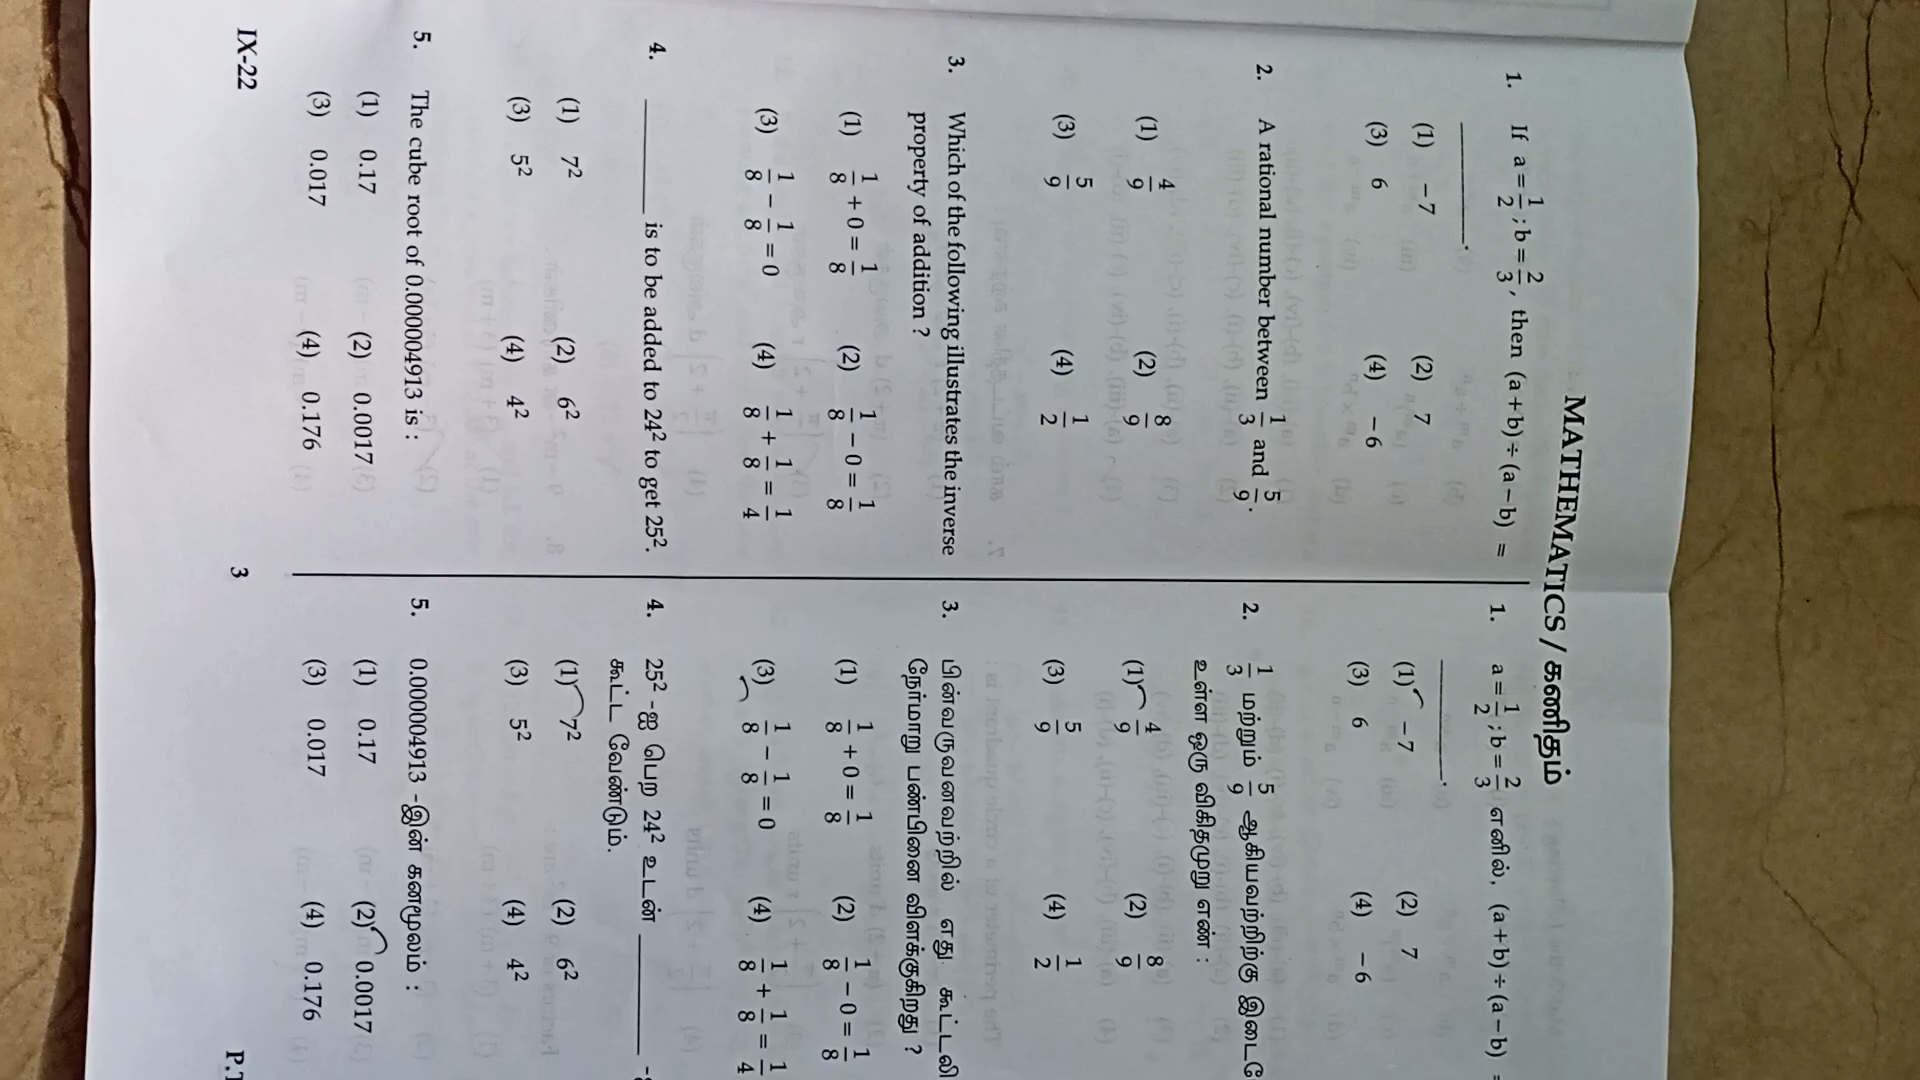 MATHEMATICS / கணிதம்
1. If a = 1/2 ; b = 2/3 , then (a + b) ÷ (a − b) =
________.
(1) −7 (2) 7
(3) 6 (4) −6
2. A rational number between 1/3 and 5/9.
(1) 4/9 (2) 8/9
(3) 5/9 (4) 1/2
3. Which of the following illustrates the inverse
property of addition ?
(1) 1/8 + 0 = 1/8 (2) 1/8 − 0 = 1/8
(3) 1/8 − 1/8 = 0 (4) 1/8 + 1/8 = 1/4
4. ________ is to be added to 24² to get 25².
(1) 7² (2) 6²
(3) 5² (4) 4²
5. The cube root of 0.000004913 is :
(1) 0.17 (2) 0.0017
(3) 0.017 (4) 0.176
1. a = 1/2 ; b = 2/3 எனில், (a + b) ÷ (a − b) =
________.
(1) −7 (2) 7
(3) 6 (4) −6
2. 1/3 மற்றும் 5/9 ஆகியவற்றிற்கு
உள்ள ஒரு விகிதமுறு எண் :
(1) 4/9 (2) 8/9
(3) 5/9 (4) 1/2
3. பின்வருவனவற்றில் எது
நேர்மாறு பண்பினை விளக்குகிறது ?
(1) 1/8 + 0 = 1/8 (2) 1/8 − 0 = 1/8
(3) 1/8 − 1/8 = 0 (4) 1/8 + 1/8 = 1/4
4. 25² -ஐ பெற 24² உடன் ________
கூட்ட வேண்டும்.
(1) 7² (2) 6²
(3) 5² (4) 4²
5. 0.000004913 -இன் கனமூலம் :
(1) 0.17 (2) 0.0017
(3) 0.017 (4) 0.176
IX-22 3